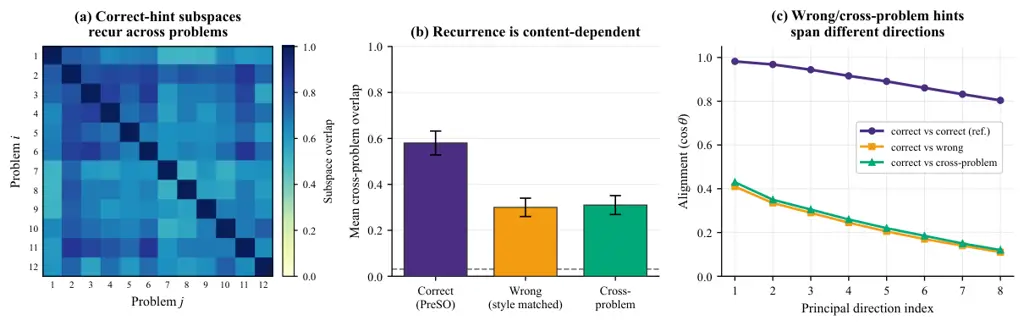 (a) Correct-hint subspaces
recur across problems
Problem i
1
2
3
4
5
6
7
8
9
10
11
12
1 2 3 4 5 6 7 8 9 10 11 12
Problem j
1.0
0.8
0.6
0.4
0.2
0.0
Subspace overlap
(b) Recurrence is content-dependent
Mean cross-problem overlap
1.0
0.8
0.6
0.4
0.2
0.0
Correct
(PreSO)
Wrong
(style matched)
Cross-
problem
(c) Wrong/cross-problem hints
span different directions
Alignment (cos θ)
1.0
0.8
0.6
0.4
0.2
0.0
correct vs correct (ref.)
correct vs wrong
correct vs cross-problem
1 2 3 4 5 6 7 8
Principal direction index